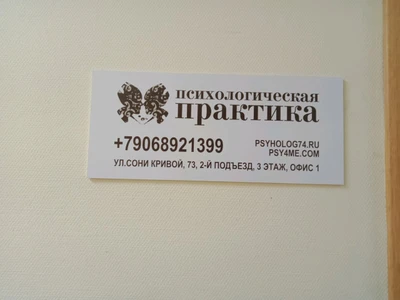 ПСИХОЛОГИЧЕСКАЯ
ПРАКТИКА
+79068921399
PSYHOLOG74.RU
PSY4ME.COM
УЛ.СОНИ КРИВОЙ, 73, 2-Й ПОДЪЕЗД, 3 ЭТАЖ, ОФИС 1